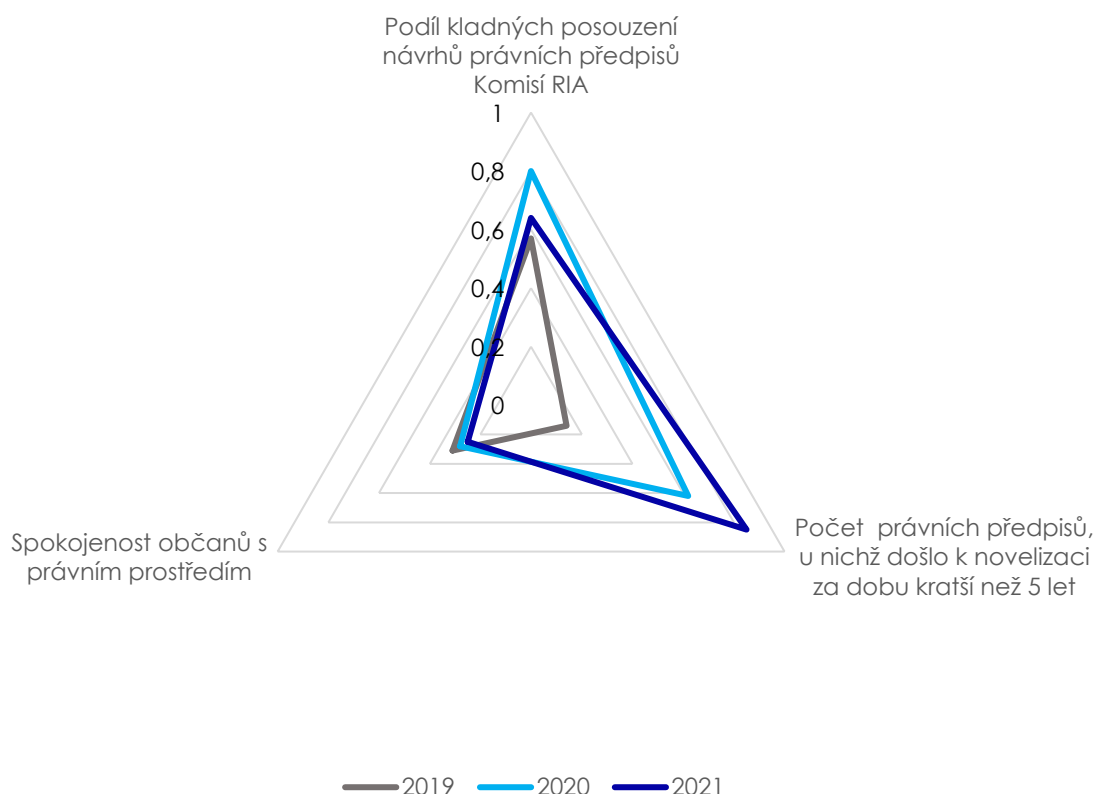 Podíl kladných posouzení
návrhů právních předpisů
Komisí RIA
1
0,8
0,6
0,4
0,2
0
Počet  právních předpisů,
u nichž došlo k novelizaci
za dobu kratší než 5 let
Spokojenost občanů s
právním prostředím
2019
2020
2021